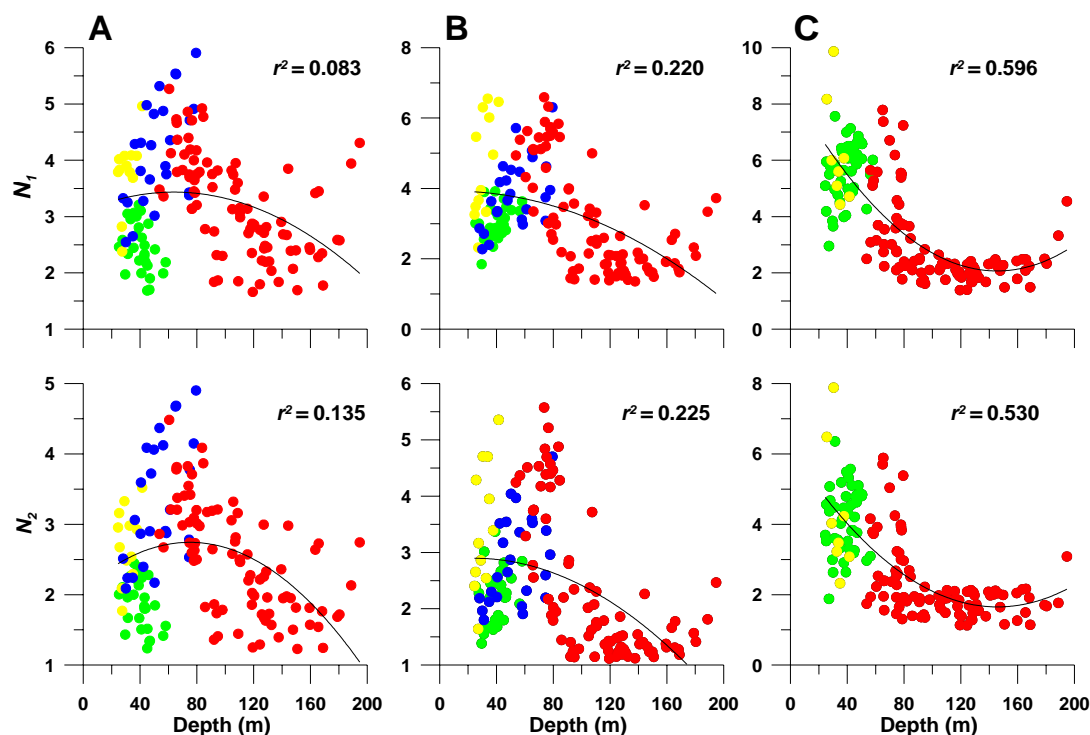 A B C
r² = 0.083 r² = 0.220 r² = 0.596
N₁
6 5 4 3 2 1
8 6 4 2 0
10 8 6 4 2 0
r² = 0.135 r² = 0.225 r² = 0.530
N₂
5 4 3 2 1
6 5 4 3 2 1
8 6 4 2 0
0 40 80 120 160 200 0 40 80 120 160 200 0 40 80 120 160 200
Depth (m) Depth (m) Depth (m)